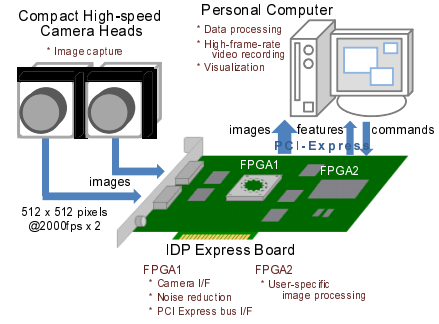 Compact High-speed
Camera Heads
* Image capture
Personal Computer
* Data processing
* High-frame-rate
video recording
* Visualization
images features commands
PCI-Express
images
512 x 512 pixels
@2000fps x 2
FPGA1
FPGA2
IDP Express Board
FPGA1
* Camera I/F
* Noise reduction
* PCI Express bus I/F
FPGA2
* User-specific
image processing